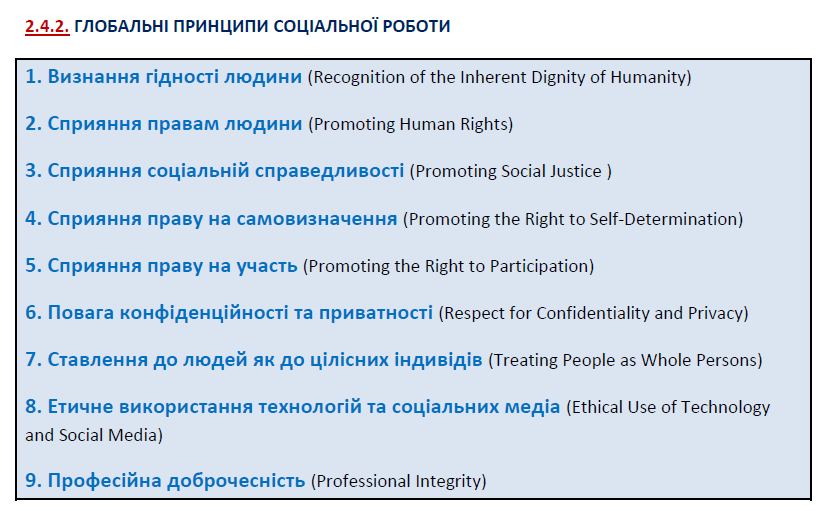 2.4.2. ГЛОБАЛЬНІ ПРИНЦИПИ СОЦІАЛЬНОЇ РОБОТИ
1. Визнання гідності людини (Recognition of the Inherent Dignity of Humanity)
2. Сприяння правам людини (Promoting Human Rights)
3. Сприяння соціальній справедливості (Promoting Social Justice )
4. Сприяння праву на самовизначення (Promoting the Right to Self-Determination)
5. Сприяння праву на участь (Promoting the Right to Participation)
6. Повага конфіденційності та приватності (Respect for Confidentiality and Privacy)
7. Ставлення до людей як до цілісних індивідів (Treating People as Whole Persons)
8. Етичне використання технологій та соціальних медіа (Ethical Use of Technology
and Social Media)
9. Професійна доброчесність (Professional Integrity)